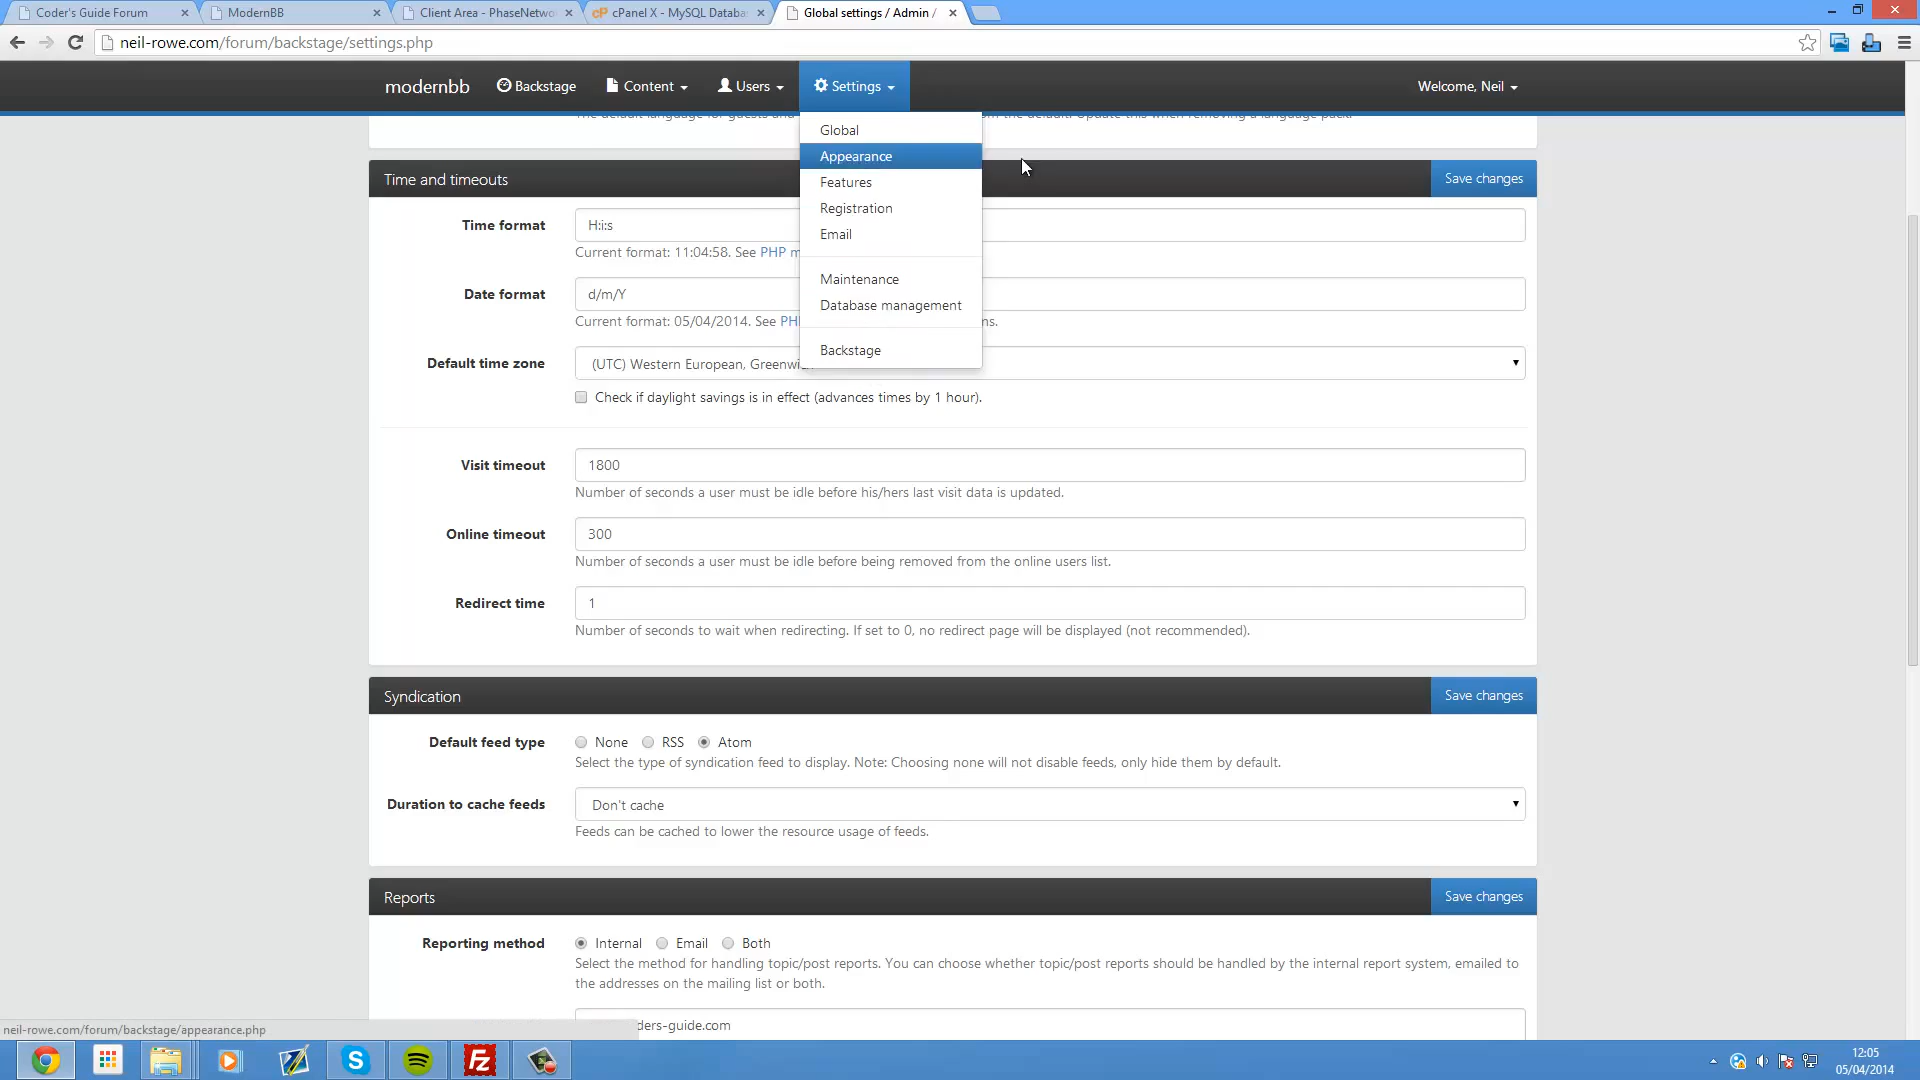 Coder's Guide Forum
ModernBB
Client Area - PhaseNetwo
cP cPanel X - MySQL Databa
Global settings / Admin /
neil-rowe.com/forum/backstage/settings.php
modernbb
Backstage
Content
Users
Settings
Welcome, Neil
Global
Appearance
Features
Registration
Email
Maintenance
Database management
Backstage
Time and timeouts
Save changes
Time format
H:i:s
Current format: 11:04:58. See PHP m
Date format
d/m/Y
Current format: 05/04/2014. See PH
ns.
Default time zone
(UTC) Western European, Greenwi
Check if daylight savings is in effect (advances times by 1 hour).
Visit timeout
1800
Number of seconds a user must be idle before his/hers last visit data is updated.
Online timeout
300
Number of seconds a user must be idle before being removed from the online users list.
Redirect time
1
Number of seconds to wait when redirecting. If set to 0, no redirect page will be displayed (not recommended).
Syndication
Save changes
Default feed type
None
RSS
Atom
Select the type of syndication feed to display. Note: Choosing none will not disable feeds, only hide them by default.
Duration to cache feeds
Don't cache
Feeds can be cached to lower the resource usage of feeds.
Reports
Save changes
Reporting method
Internal
Email
Both
Select the method for handling topic/post reports. You can choose whether topic/post reports should be handled by the internal report system, emailed to
the addresses on the mailing list or both.
ders-guide.com
neil-rowe.com/forum/backstage/appearance.php
12:05
05/04/2014